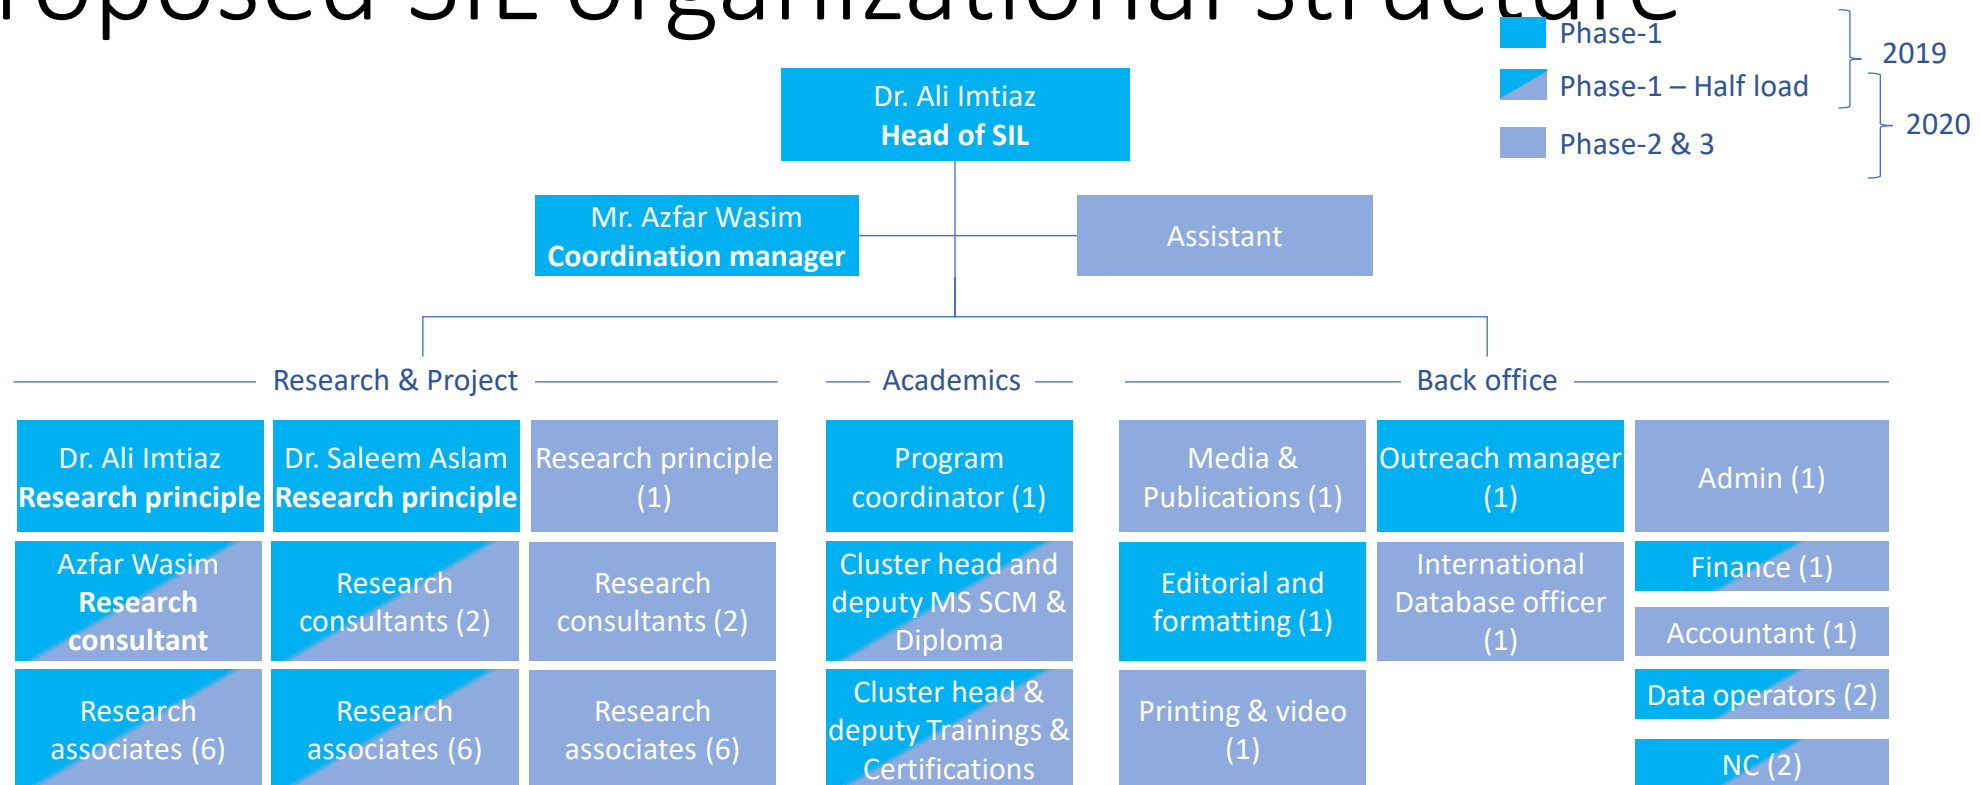 roposed SIL organizational structure
Phase-1
2019
Phase-1 – Half load
2020
Phase-2 & 3
Dr. Ali Imtiaz
Head of SIL
Mr. Azfar Wasim
Coordination manager
Assistant
Research & Project
Academics
Back office
Dr. Ali Imtiaz
Research principle
Dr. Saleem Aslam
Research principle
Research principle
(1)
Program
coordinator (1)
Media &
Publications (1)
Outreach manager
(1)
Admin (1)
Azfar Wasim
Research
consultant
Research
consultants (2)
Research
consultants (2)
Cluster head and
deputy MS SCM &
Diploma
Editorial and
formatting (1)
International
Database officer
(1)
Finance (1)
Accountant (1)
Research
associates (6)
Research
associates (6)
Research
associates (6)
Cluster head &
deputy Trainings &
Certifications
Printing & video
(1)
Data operators (2)
NC (2)